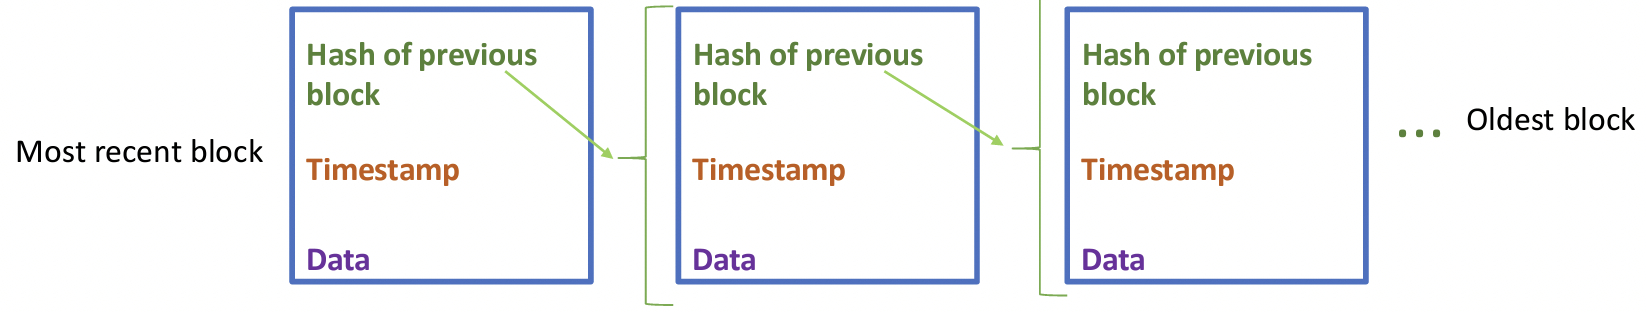 Most recent block
Hash of previous
block
Timestamp
Data
Hash of previous
block
Timestamp
Data
Hash of previous
block
Timestamp
Data
...
Oldest block